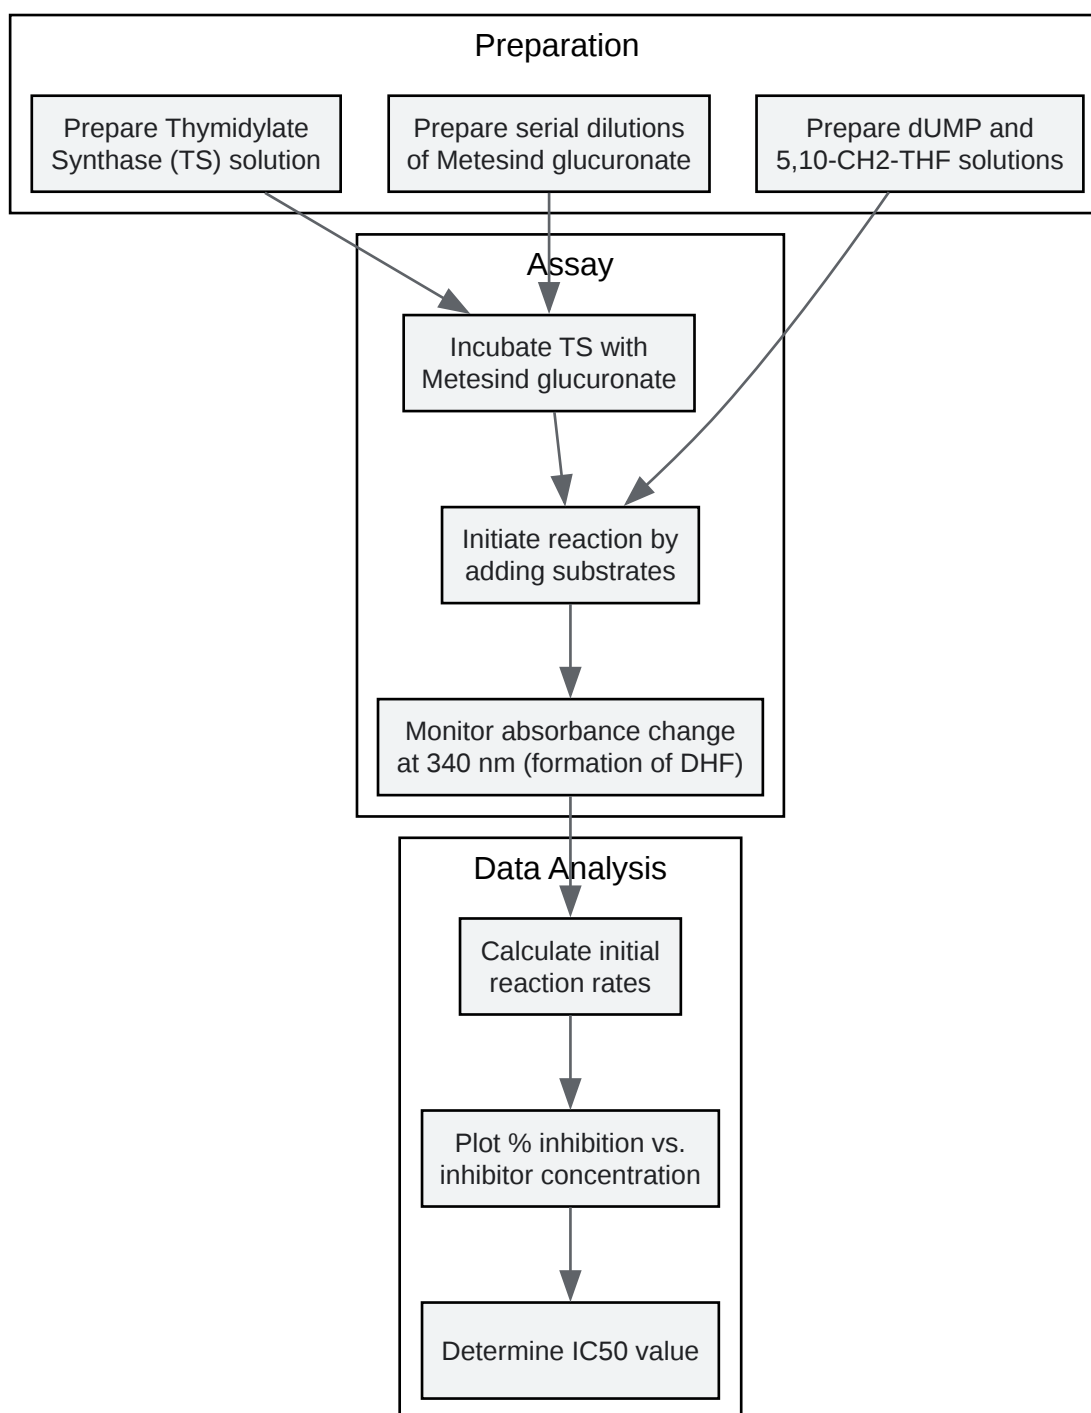 Preparation
Prepare Thymidylate
Synthase (TS) solution
Prepare serial dilutions
of Metesind glucuronate
Prepare dUMP and
5,10-CH2-THF solutions
Assay
Incubate TS with
Metesind glucuronate
Initiate reaction by
adding substrates
Monitor absorbance change
at 340 nm (formation of DHF)
Data Analysis
Calculate initial
reaction rates
Plot % inhibition vs.
inhibitor concentration
Determine IC50 value